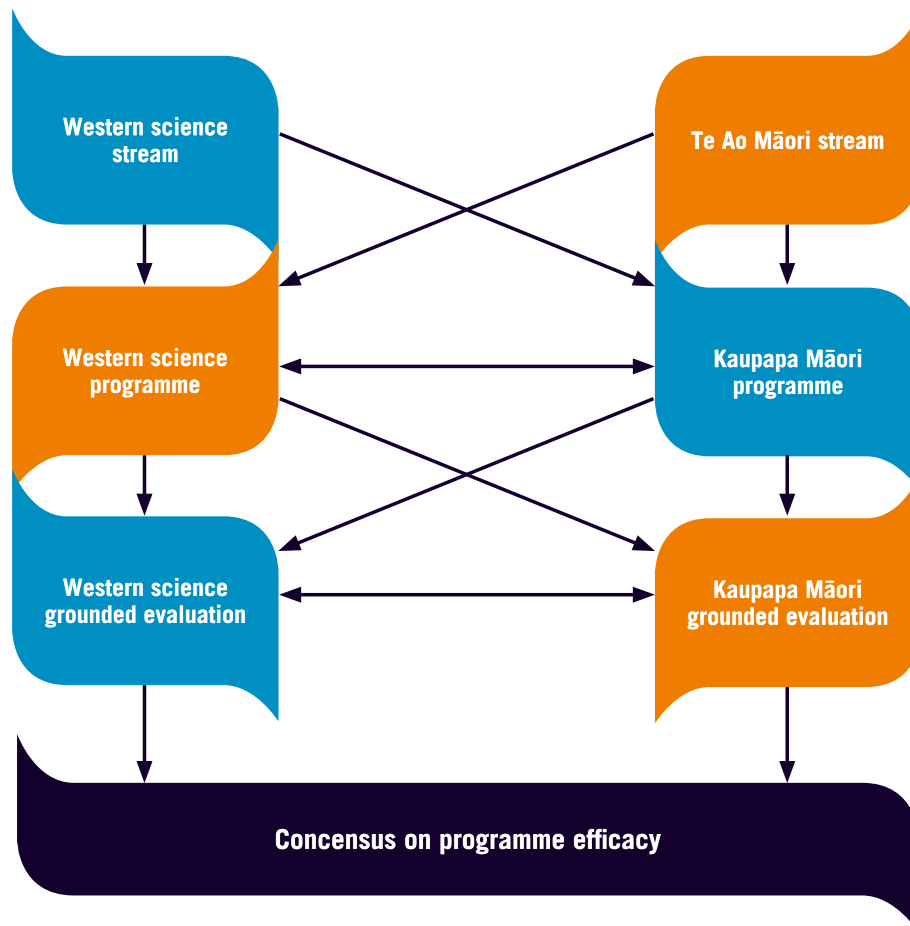 Western science
stream
Te Ao Māori stream
Western science
programme
Kaupapa Māori
programme
Western science
grounded evaluation
Kaupapa Māori
grounded evaluation
Concensus on programme efficacy